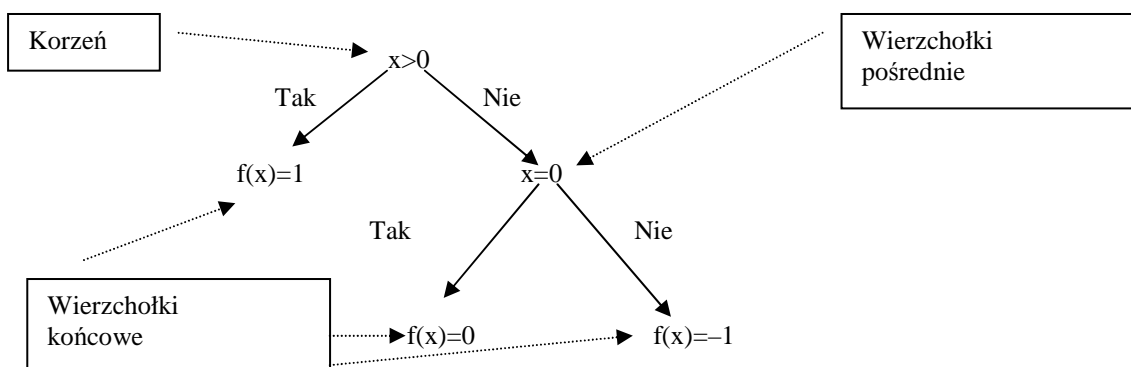 Korzeń
Wierzchołki
pośrednie
x>0
Tak
Nie
f(x)=1
x=0
Tak
Nie
Wierzchołki
końcowe
f(x)=0
f(x)=–1